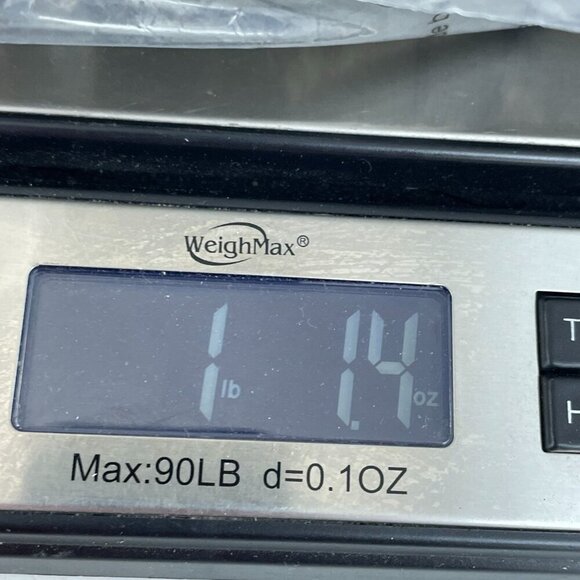 WeighMax®
1 lb 1.4 oz
T
H
Max:90LB d=0.1OZ